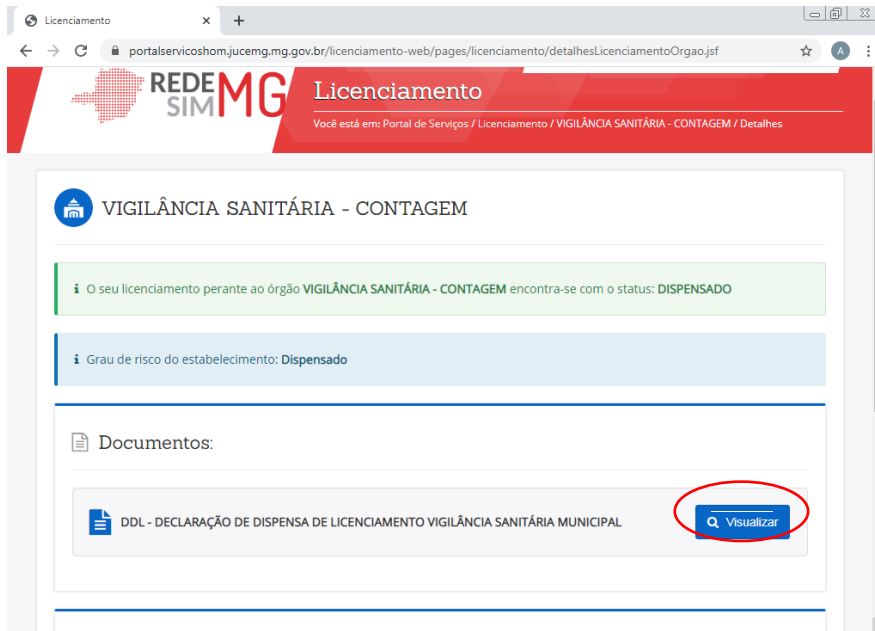 Licenciamento
portalservicoshom.jucemg.mg.gov.br/licenciamento-web/pages/licenciamento/detalhesLicenciamentoOrgao.jsf
A
REDE
SIM
MG
Licenciamento
Você está em: Portal de Serviços / Licenciamento / VIGILÂNCIA SANITÁRIA - CONTAGEM / Detalhes
VIGILÂNCIA SANITÁRIA - CONTAGEM
O seu licenciamento perante ao órgão VIGILÂNCIA SANITÁRIA - CONTAGEM encontra-se com o status: DISPENSADO
Grau de risco do estabelecimento: Dispensado
Documentos:
DDL - DECLARAÇÃO DE DISPENSA DE LICENCIAMENTO VIGILÂNCIA SANITÁRIA MUNICIPAL
Visualizar